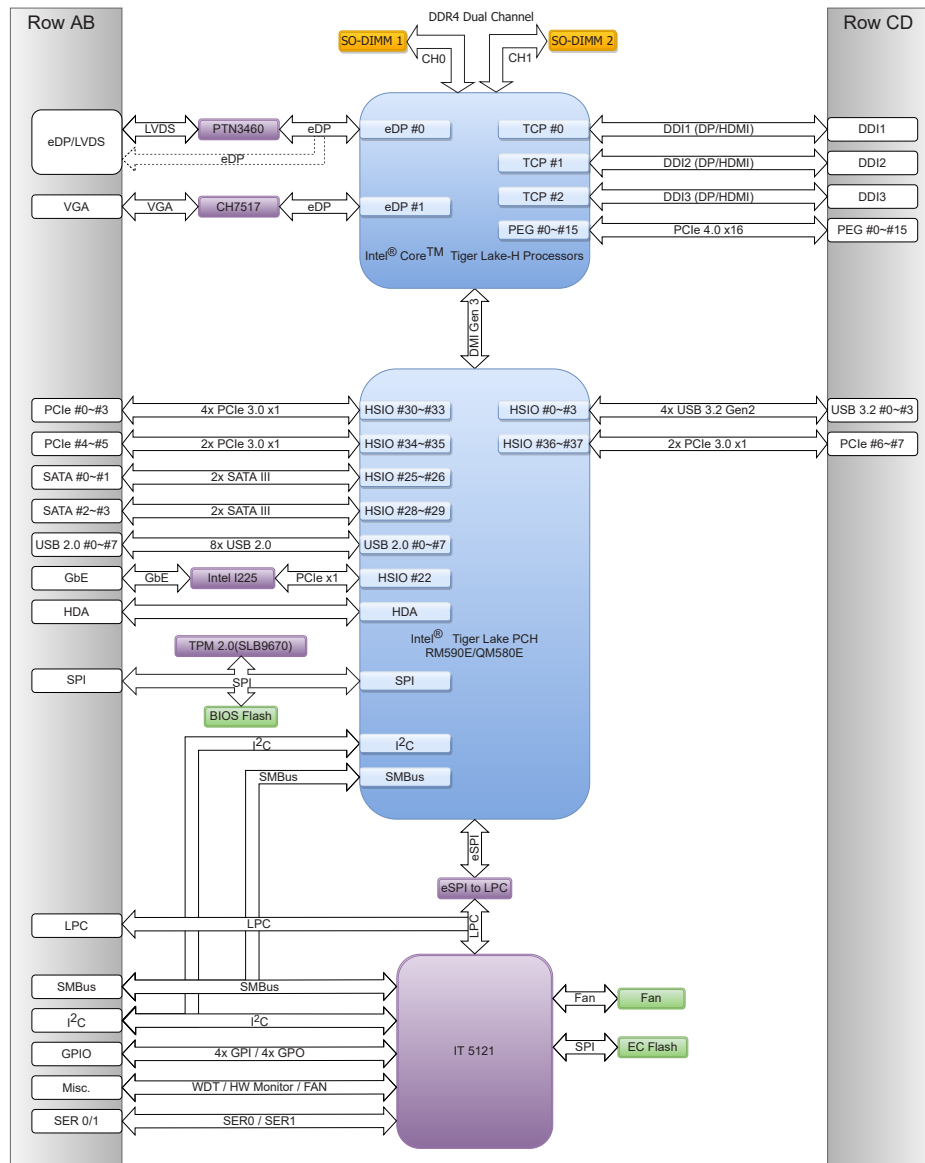 Row AB
DDR4 Dual Channel
Row CD
SO-DIMM 1
SO-DIMM 2
CH0
CH1
eDP/LVDS
LVDS
PTN3460
eDP
eDP #0
TCP #0
DDI1 (DP/HDMI)
DDI1
eDP
TCP #1
DDI2 (DP/HDMI)
DDI2
VGA
VGA
CH7517
eDP
eDP #1
TCP #2
DDI3 (DP/HDMI)
DDI3
PEG #0~#15
PCIe 4.0 x16
PEG #0~#15
Intel® Core™ Tiger Lake-H Processors
DMI Gen 3
PCIe #0~#3
4x PCIe 3.0 x1
HSIO #30~#33
HSIO #0~#3
4x USB 3.2 Gen2
USB 3.2 #0~#3
PCIe #4~#5
2x PCIe 3.0 x1
HSIO #34~#35
HSIO #36~#37
2x PCIe 3.0 x1
PCIe #6~#7
SATA #0~#1
2x SATA III
HSIO #25~#26
SATA #2~#3
2x SATA III
HSIO #28~#29
USB 2.0 #0~#7
8x USB 2.0
USB 2.0 #0~#7
GbE
GbE
Intel I225
PCIe x1
HSIO #22
HDA
HDA
Intel® Tiger Lake PCH
RM590E/QM580E
TPM 2.0(SLB9670)
SPI
SPI
SPI
BIOS Flash
I²C
I²C
SMBus
SMBus
eSPI
eSPI to LPC
LPC
LPC
LPC
SMBus
SMBus
Fan
Fan
I²C
I²C
GPIO
4x GPI / 4x GPO
IT 5121
SPI
EC Flash
Misc.
WDT / HW Monitor / FAN
SER 0/1
SER0 / SER1